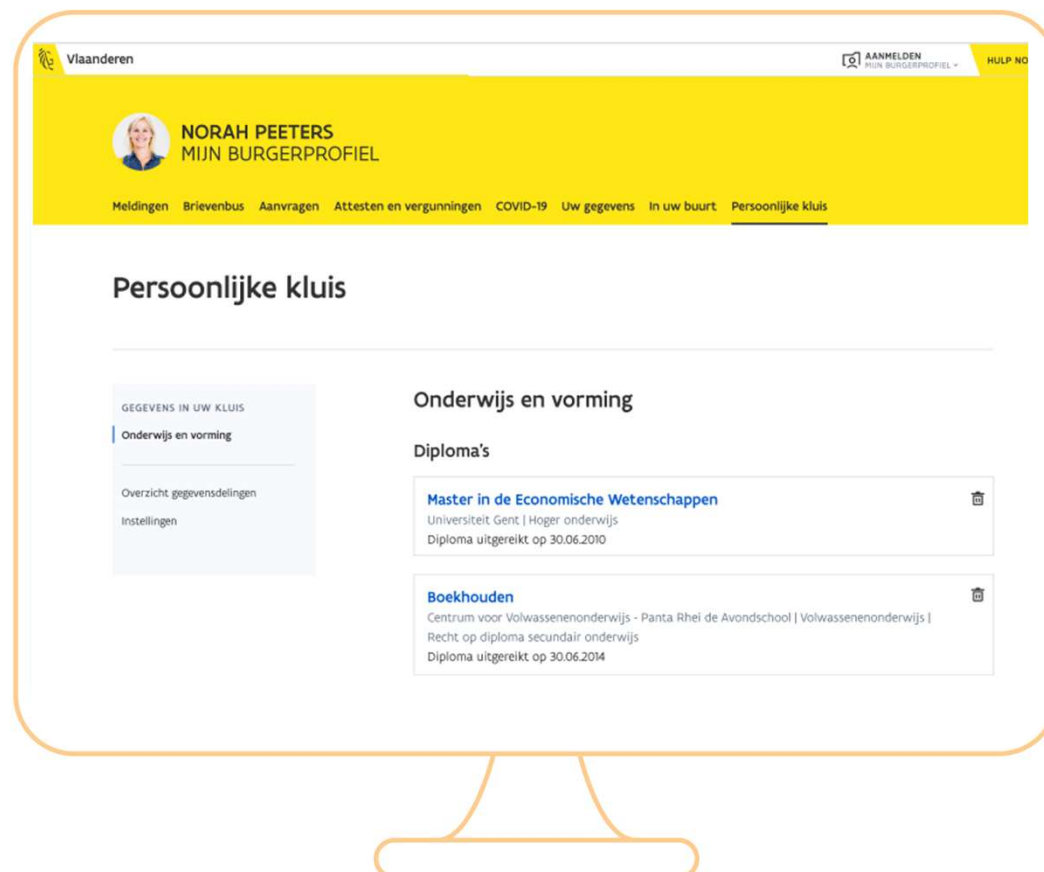 Vlaanderen
AANMELDEN
MIJN BURGERPROFIEL
HULP NO
NORAH PEETERS
MIJN BURGERPROFIEL
Meldingen Brievenbus Aanvragen Attesten en vergunningen COVID-19 Uw gegevens In uw buurt Persoonlijke kluis
Persoonlijke kluis
GEGEVENS IN UW KLUIS
Onderwijs en vorming
Overzicht gegevensdelingen
Instellingen
Onderwijs en vorming
Diploma's
Master in de Economische Wetenschappen
Universiteit Gent | Hoger onderwijs
Diploma uitgereikt op 30.06.2010
Boekhouden
Centrum voor Volwassenenonderwijs - Panta Rhei de Avondschool | Volwassenenonderwijs |
Recht op diploma secundair onderwijs
Diploma uitgereikt op 30.06.2014